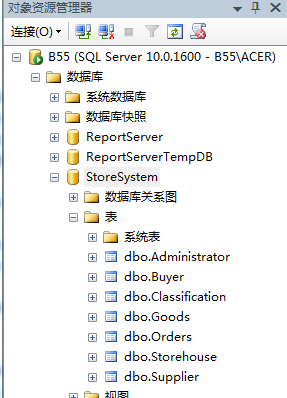 对象资源管理器
连接(O)
B55 (SQL Server 10.0.1600 - B55\ACER)
数据库
系统数据库
数据库快照
ReportServer
ReportServerTempDB
StoreSystem
数据库关系图
表
系统表
dbo.Administrator
dbo.Buyer
dbo.Classification
dbo.Goods
dbo.Orders
dbo.Storehouse
dbo.Supplier
视图